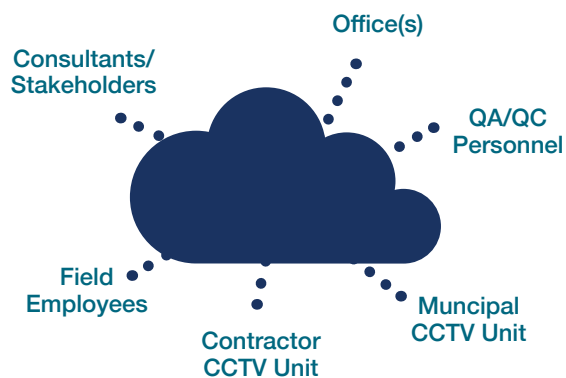 Office(s)
Consultants/
Stakeholders
QA/QC
Personnel
Field
Employees
Muncipal
CCTV Unit
Contractor
CCTV Unit